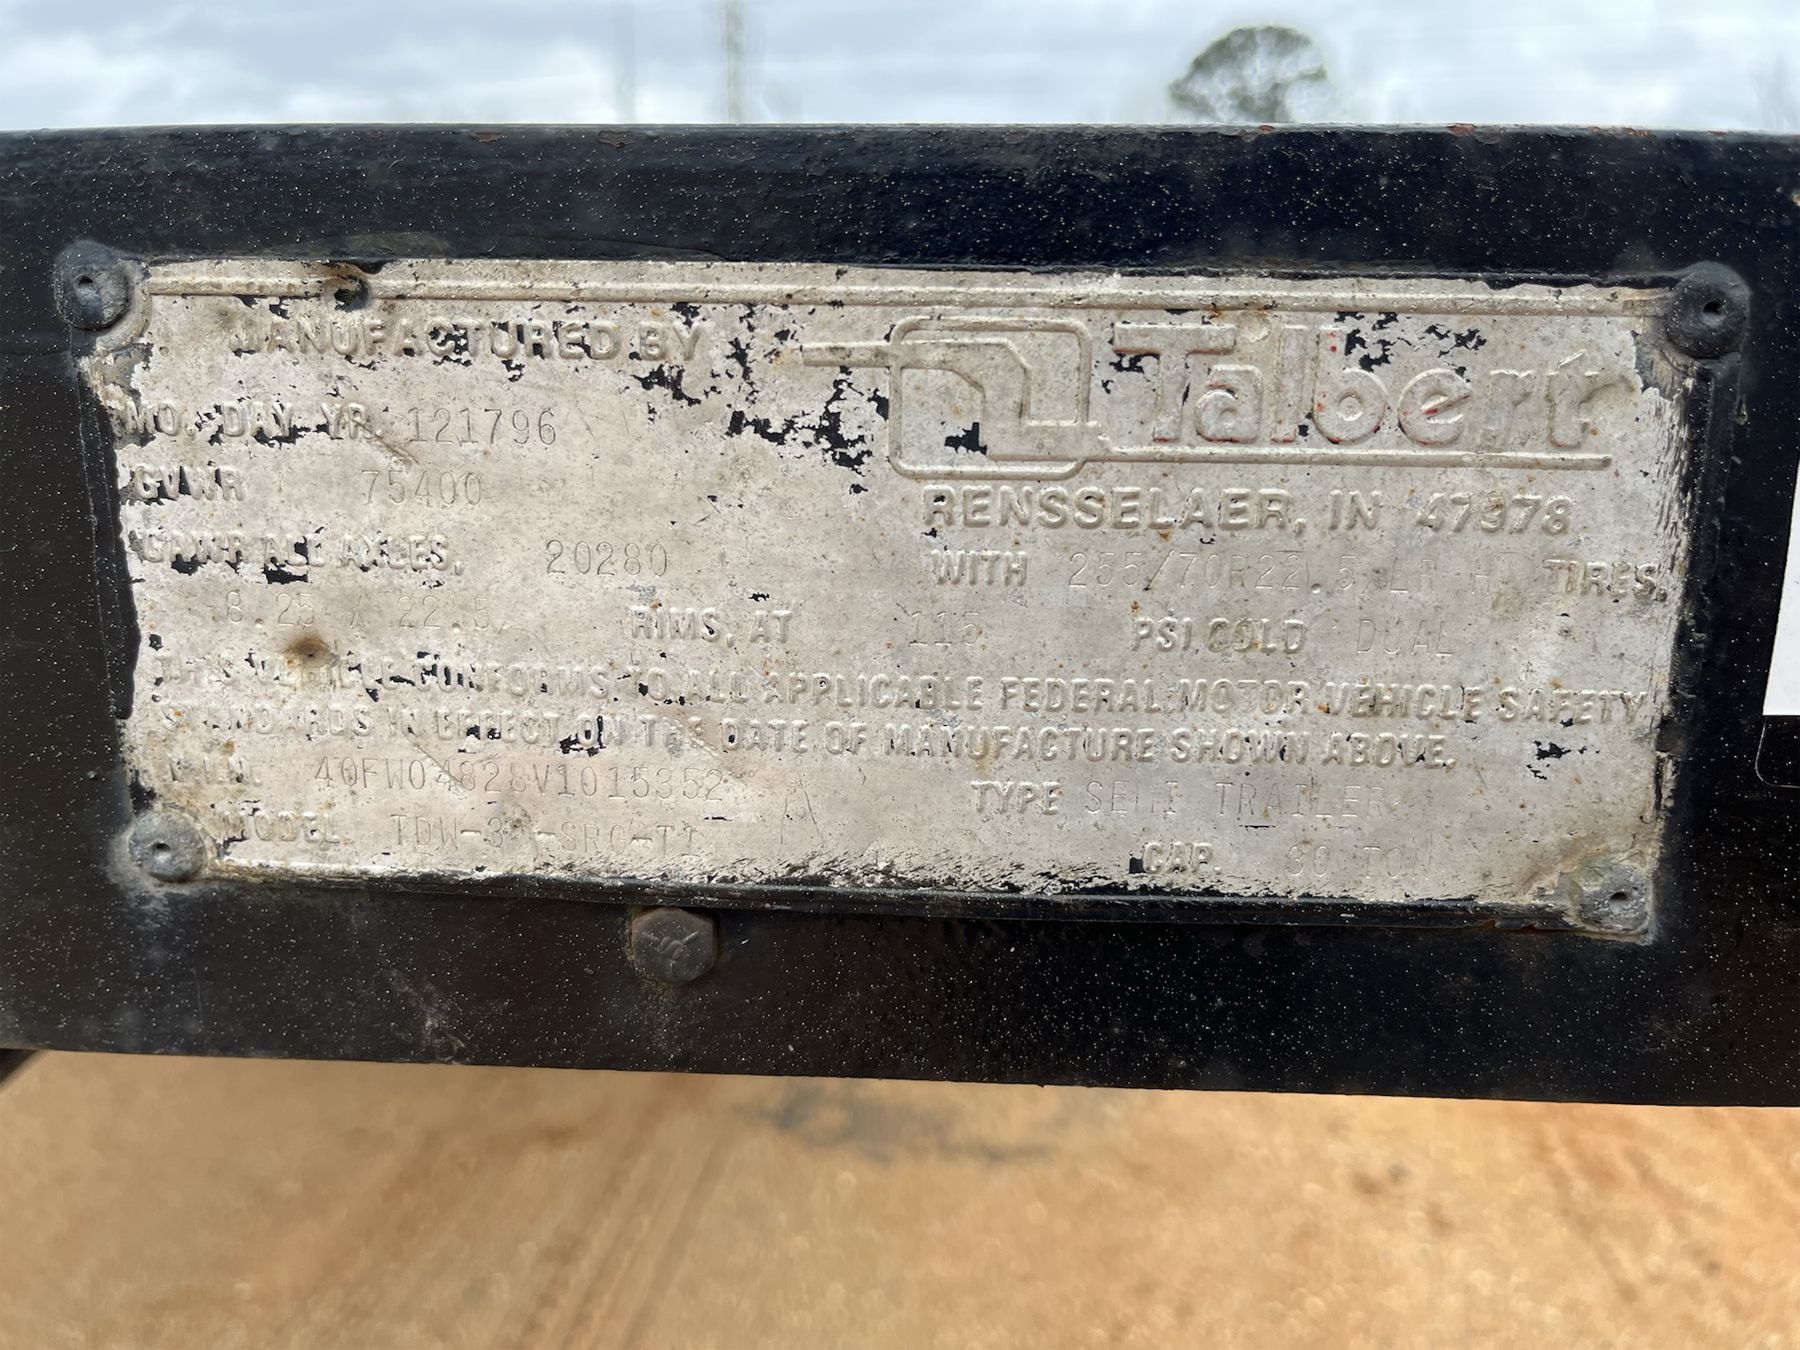 MANUFACTURED BY Talbert
MO. DAY YR. 121796
GVWR 75400 RENSSELAER, IN 47978
GAWR ALL AXLES, 20280 WITH 255/70R22.5/LR H TIRES.
8.25 X 22.5, RIMS, AT 115 PSI COLD DUAL
THIS VEHICLE CONFORMS TO ALL APPLICABLE FEDERAL MOTOR VEHICLE SAFETY
STANDARDS IN EFFECT ON THE DATE OF MANUFACTURE SHOWN ABOVE.
V.I.N. 40FW04828V1015352 TYPE SEMI TRAILER
MODEL CAP. TON